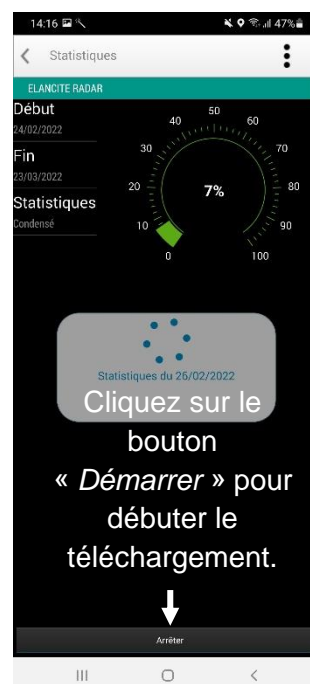 14:16 47%
Statistiques
ELANCITE RADAR
Début
24/02/2022
Fin
23/03/2022
Statistiques
Condensé
0
10
20
30
40
50
60
70
80
90
100
7%
Statistiques du 26/02/2022
Cliquez sur le
bouton
« Démarrer » pour
débuter le
téléchargement.
Arrêter